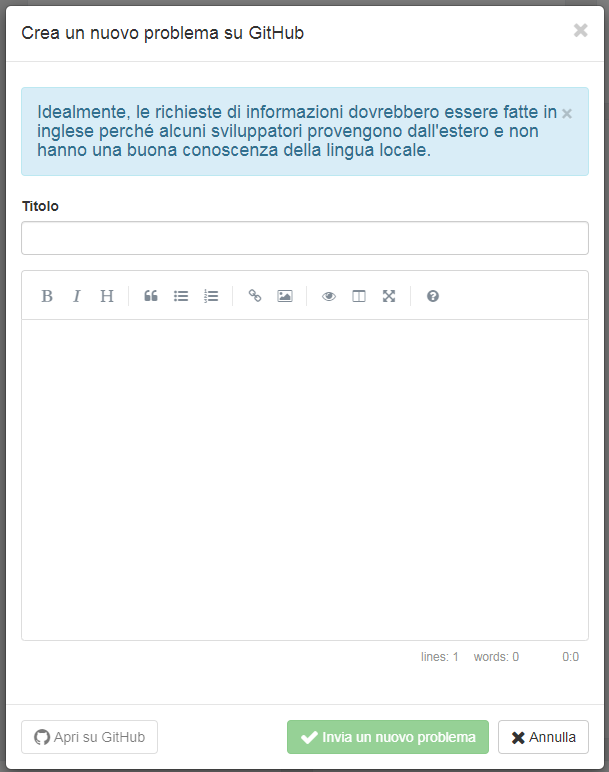 Crea un nuovo problema su GitHub
Idealmente, le richieste di informazioni dovrebbero essere fatte in
inglese perché alcuni sviluppatori provengono dall'estero e non
hanno una buona conoscenza della lingua locale.
Titolo
B I H
lines: 1 words: 0 0:0
Apri su GitHub Invia un nuovo problema Annulla